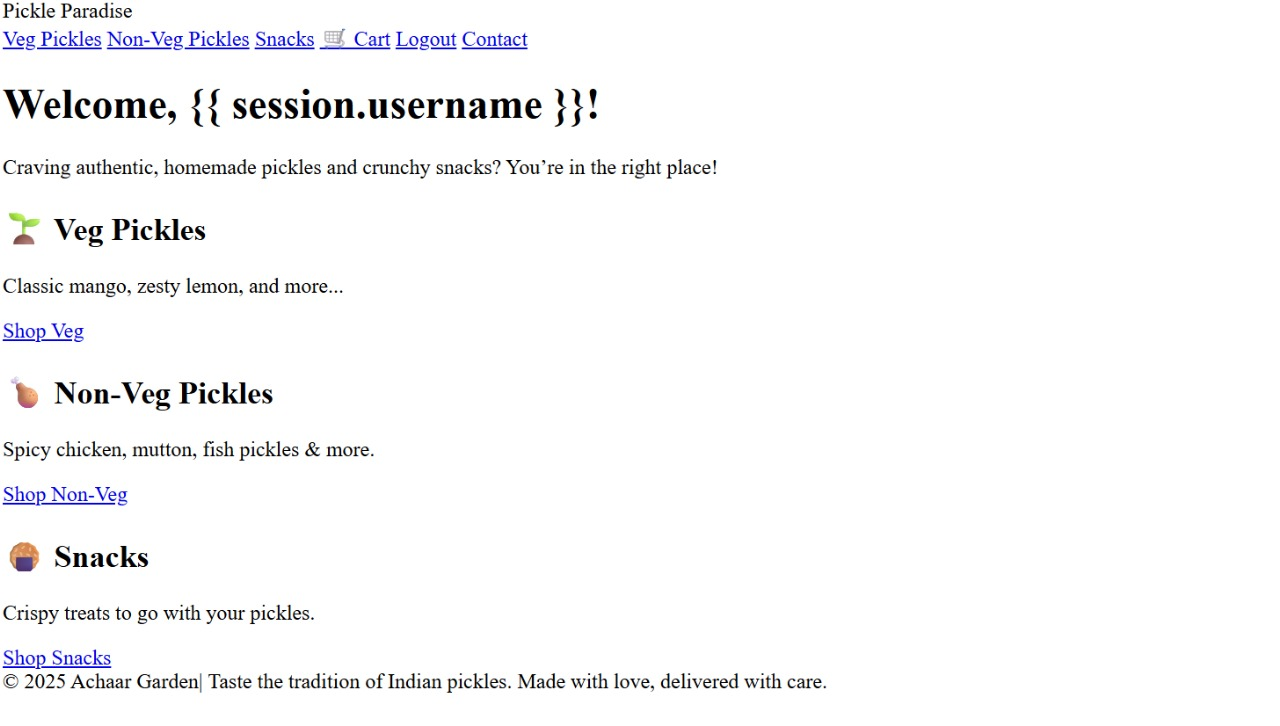 Pickle Paradise
Veg Pickles Non-Veg Pickles Snacks 🛒 Cart Logout Contact
Welcome, {{ session.username }}!
Craving authentic, homemade pickles and crunchy snacks? You’re in the right place!
🌱 Veg Pickles
Classic mango, zesty lemon, and more...
Shop Veg
🍗 Non-Veg Pickles
Spicy chicken, mutton, fish pickles & more.
Shop Non-Veg
🍘 Snacks
Crispy treats to go with your pickles.
Shop Snacks
© 2025 Achaar Garden| Taste the tradition of Indian pickles. Made with love, delivered with care.